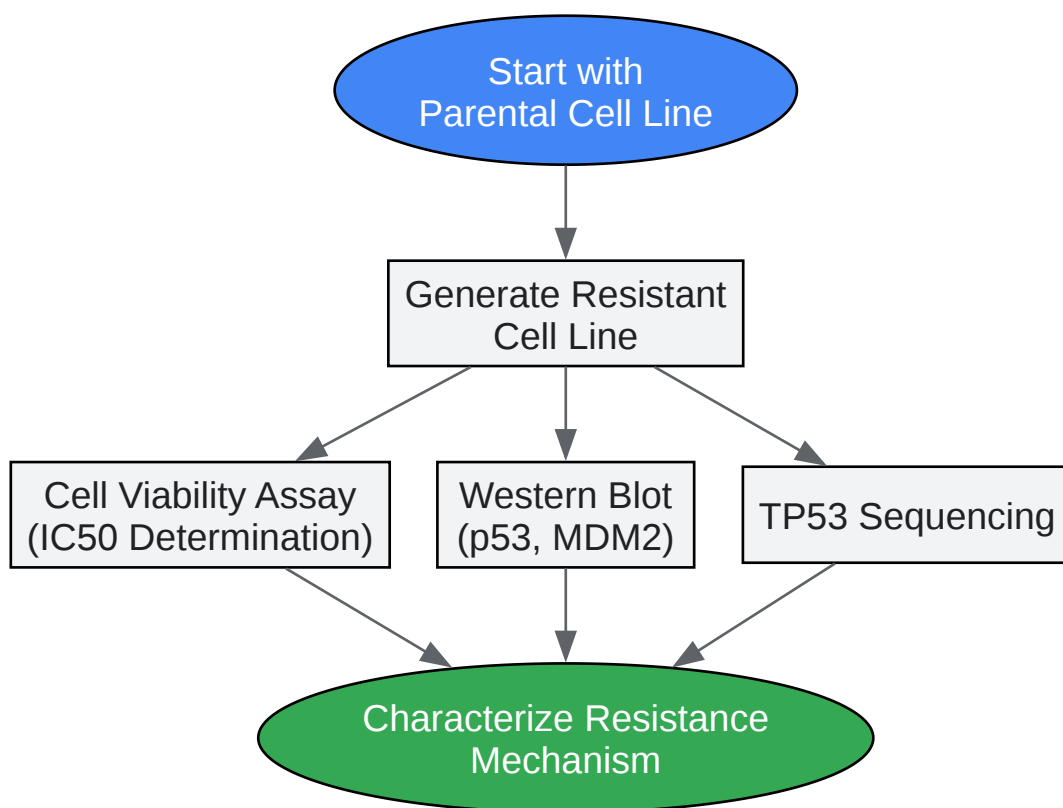 Start with
Parental Cell Line
Generate Resistant
Cell Line
Cell Viability Assay
(IC50 Determination)
Western Blot
(p53, MDM2)
TP53 Sequencing
Characterize Resistance
Mechanism